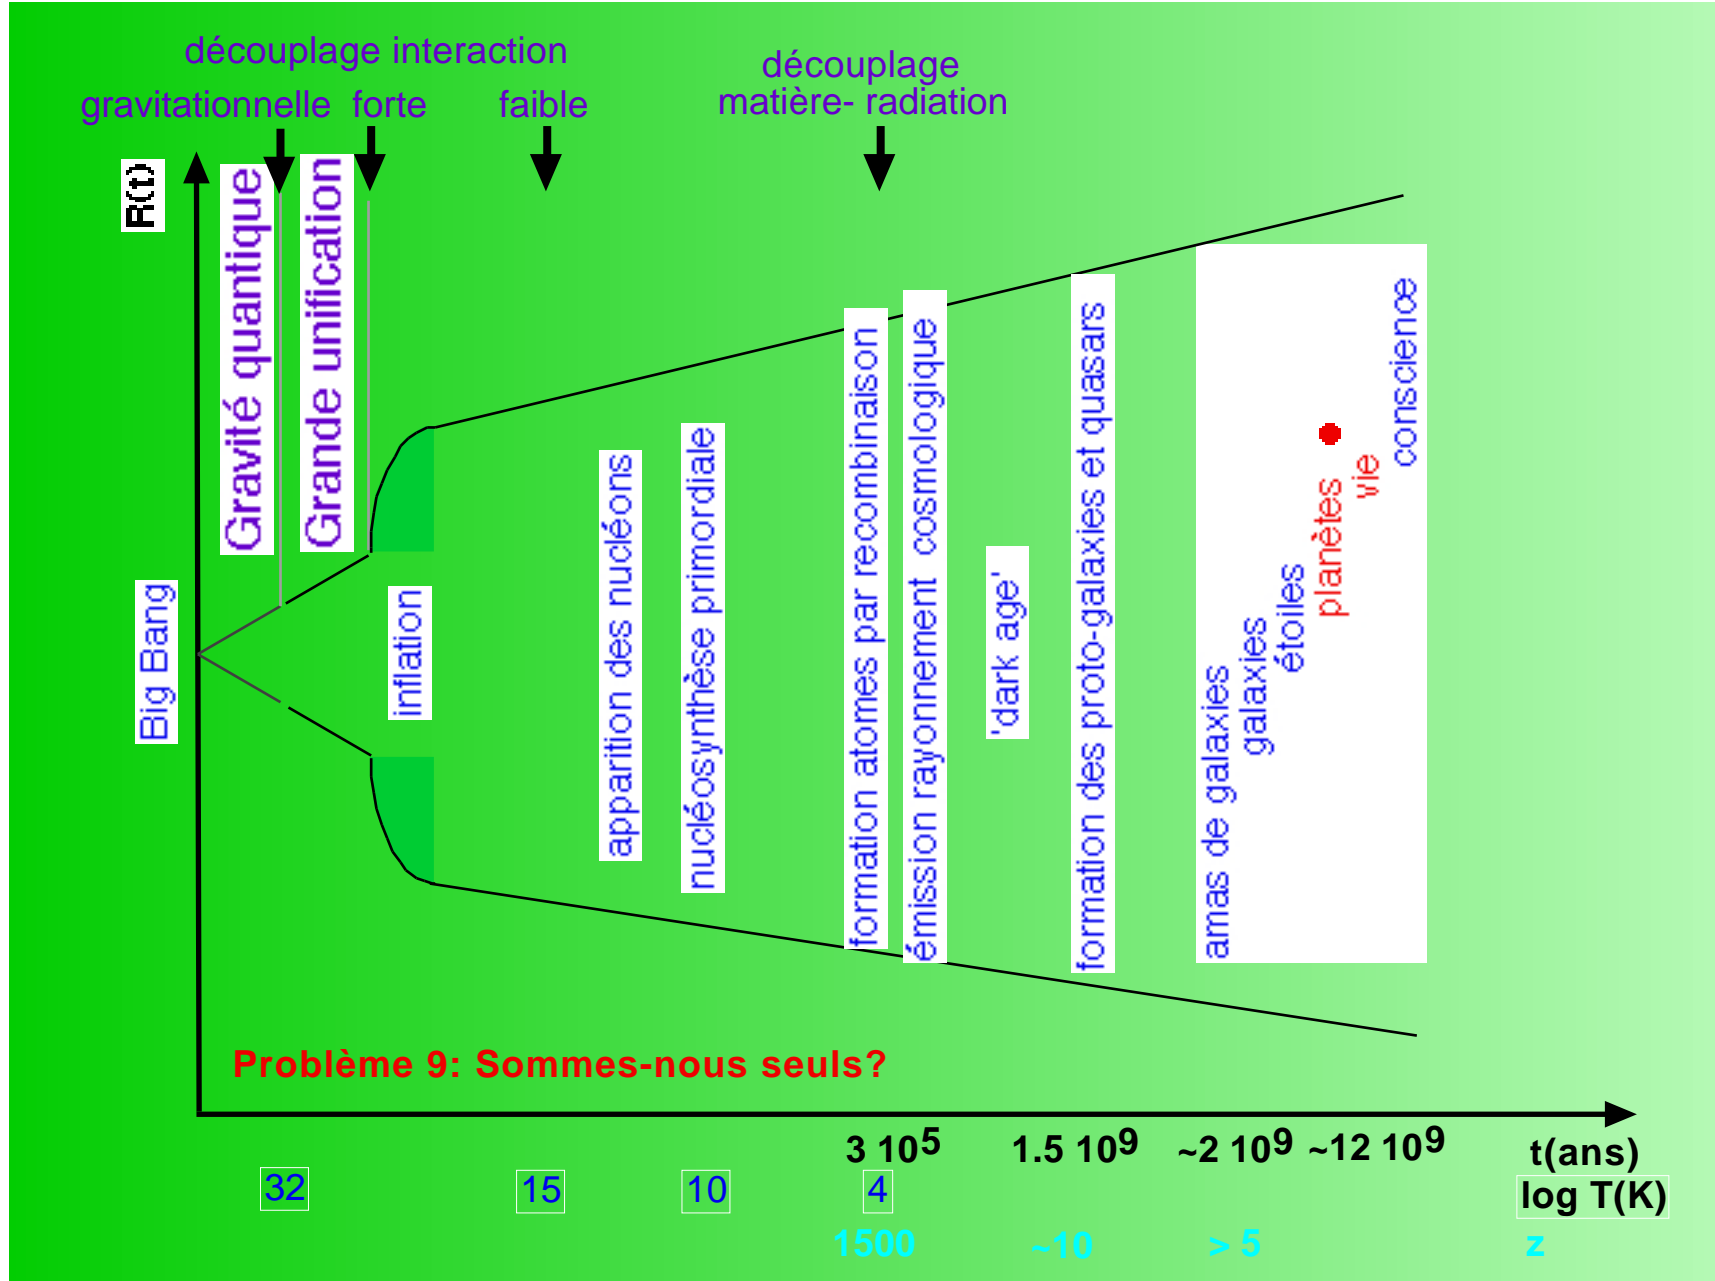 découplage interaction
gravitationnelle forte faible
découplage
matière- radiation
R(t)
Gravité quantique
Grande unification
Big Bang
inflation
apparition des nucléons
nucléosynthèse primordiale
formation atomes par recombinaison
émission rayonnement cosmologique
'dark age'
formation des proto-galaxies et quasars
amas de galaxies
galaxies
étoiles
planètes
vie
conscience
Problème 9: Sommes-nous seuls?
3 10⁵ 1.5 10⁹ ~2 10⁹ ~12 10⁹ t(ans)
32 15 10 4 log T(K)
1500 ~10 > 5 z